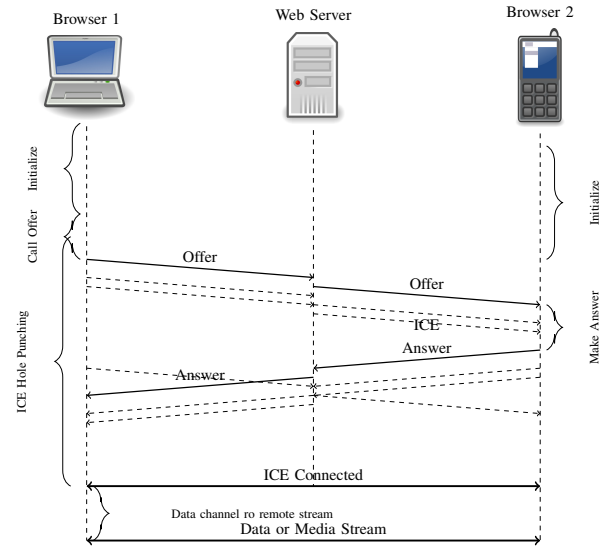 Browser 1
Web Server
Browser 2
Initialize
Initialize
Call Offer
Offer
Offer
ICE
Make Answer
Answer
Answer
ICE Hole Punching
ICE Connected
Data channel ro remote stream
Data or Media Stream